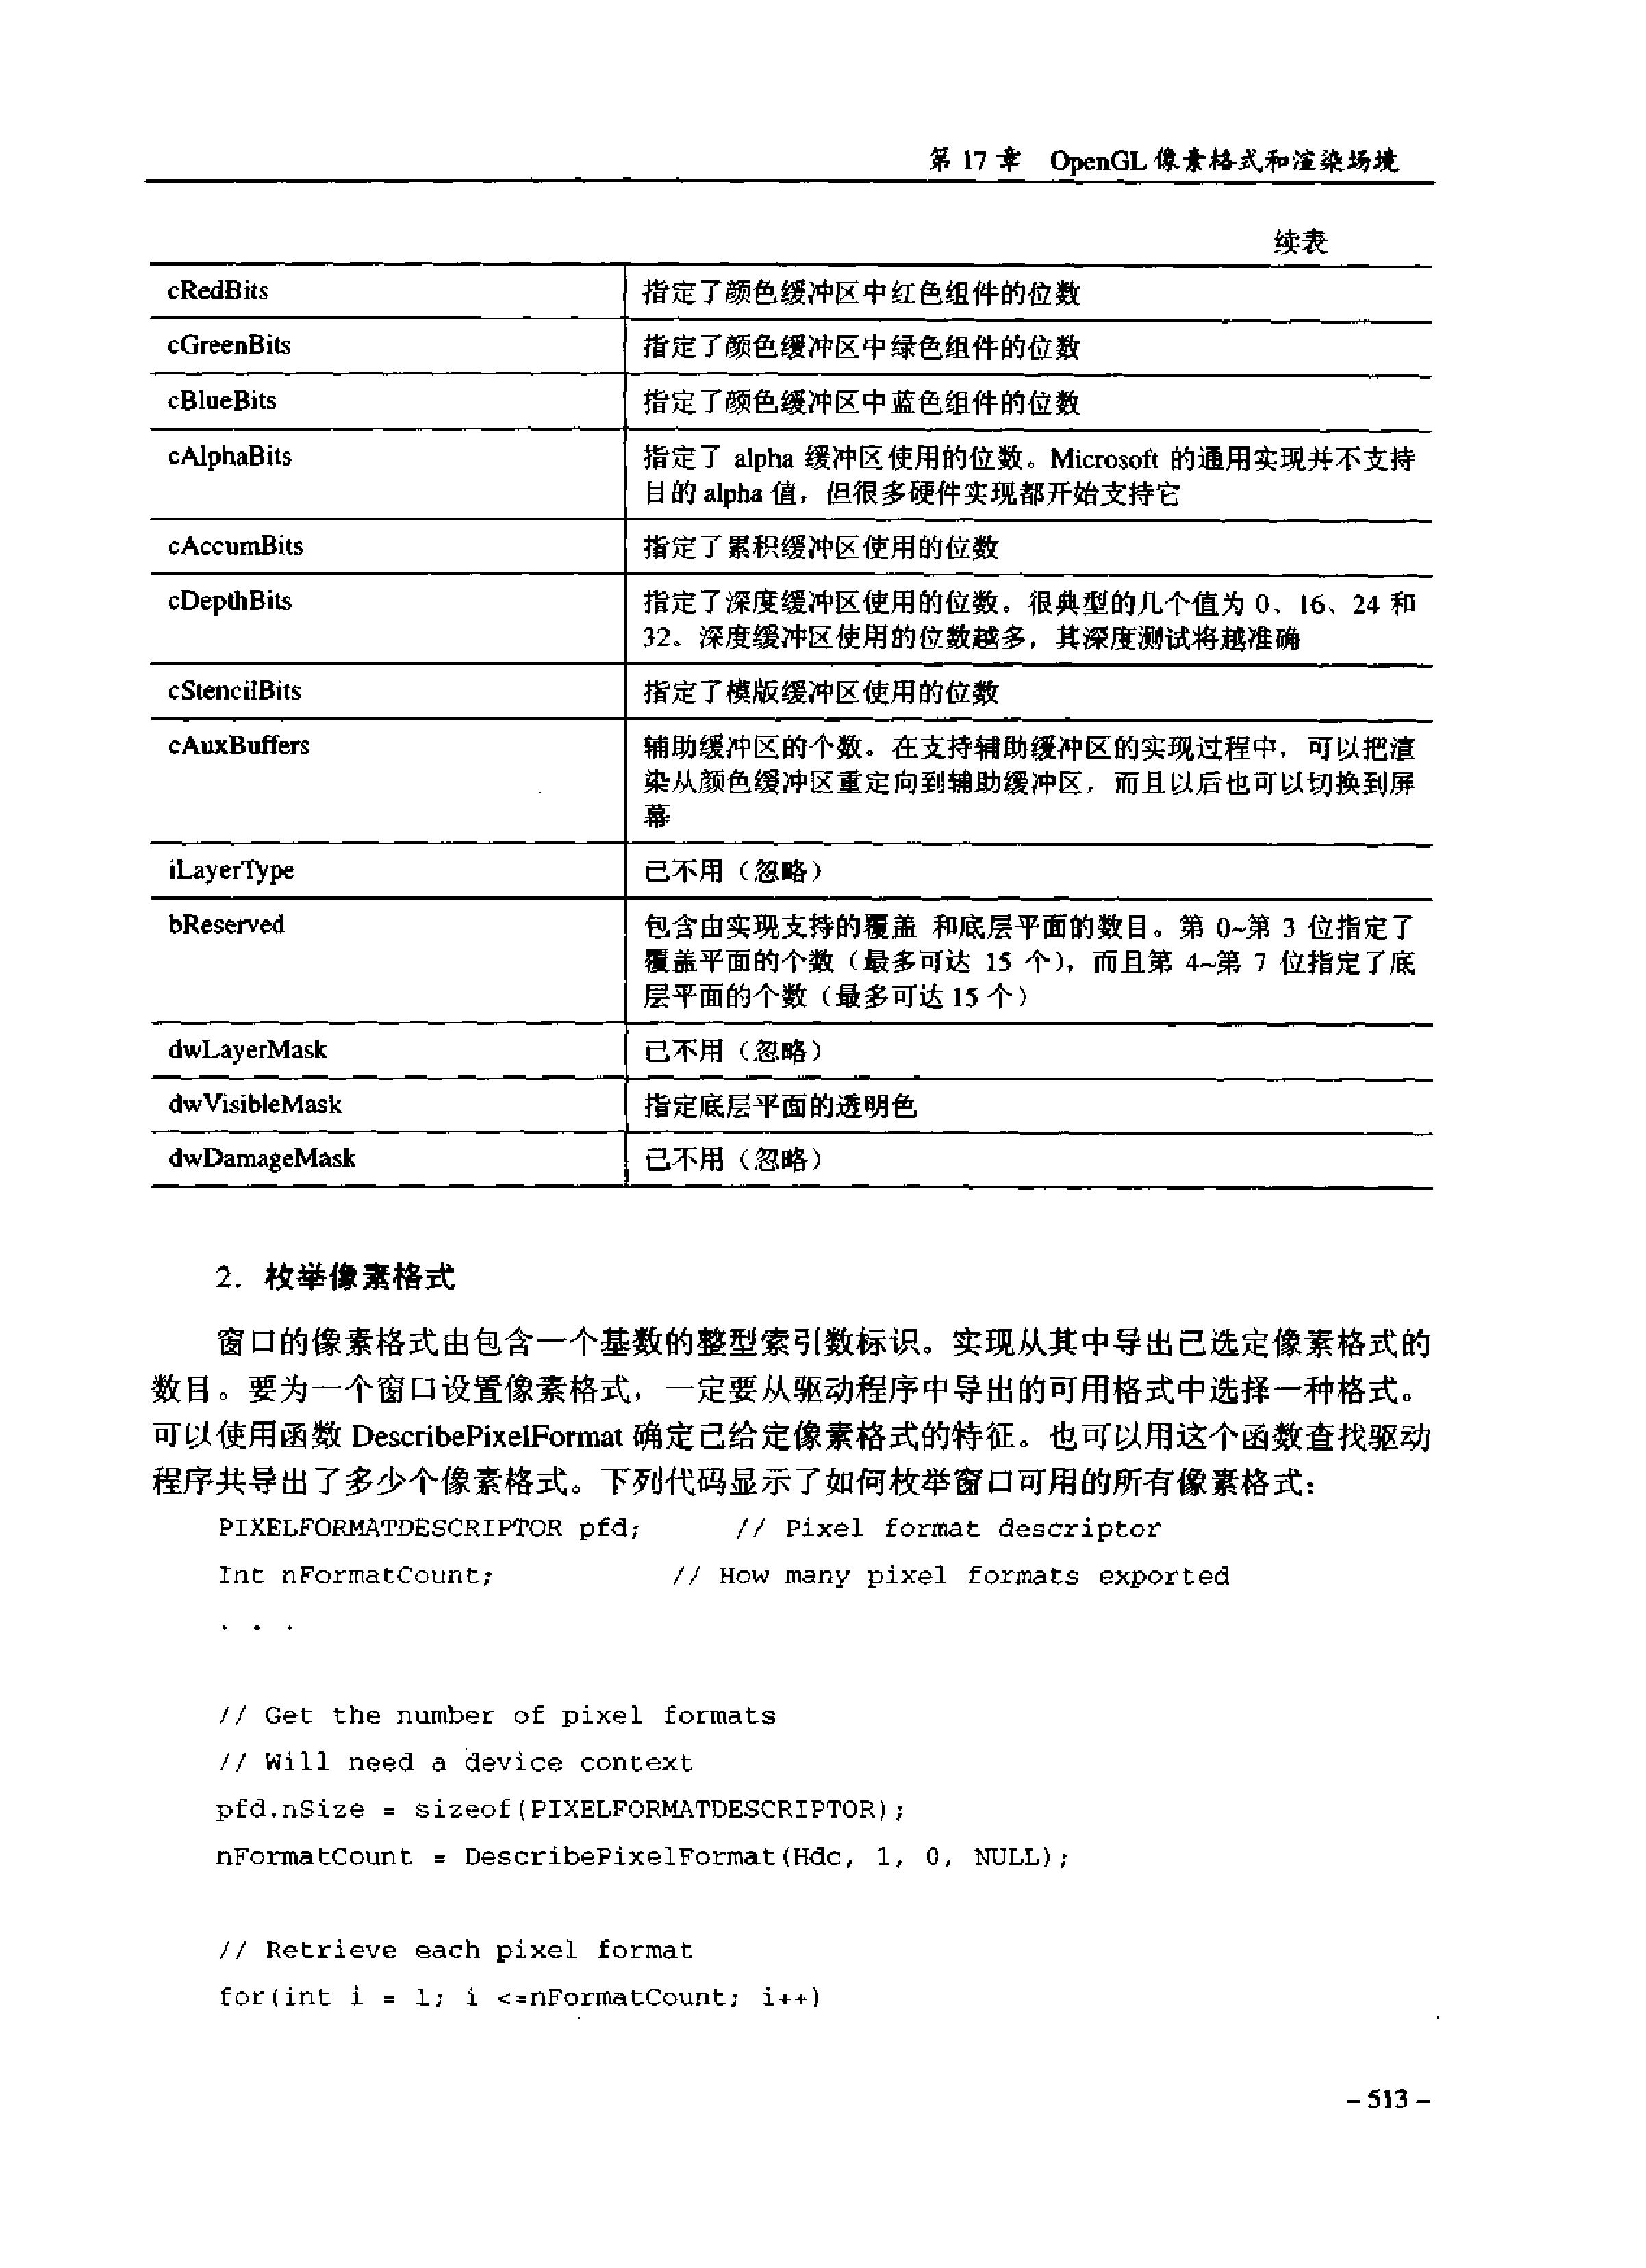 第 17 章 OpenGL 像素格式和渲染场境
续表
cRedBits 指定了颜色缓冲区中红色组件的位数
cGreenBits 指定了颜色缓冲区中绿色组件的位数
cBlueBits 指定了颜色缓冲区中蓝色组件的位数
cAlphaBits 指定了 alpha 缓冲区使用的位数。Microsoft 的通用实现并不支持
目的 alpha 值，但很多硬件实现都开始支持它
cAccumBits 指定了累积缓冲区使用的位数
cDepthBits 指定了深度缓冲区使用的位数。很典型的几个值为 0、16、24 和
32。深度缓冲区使用的位数越多，其深度测试将越准确
cStencilBits 指定了模版缓冲区使用的位数
cAuxBuffers 辅助缓冲区的个数。在支持辅助缓冲区的实现过程中，可以把渲
染从颜色缓冲区重定向到辅助缓冲区，而且以后也可以切换到屏
幕
iLayerType 已不用（忽略）
bReserved 包含由实现支持的覆盖 和底层平面的数目。第 0~第 3 位指定了
覆盖平面的个数（最多可达 15 个），而且第 4~第 7 位指定了底
层平面的个数（最多可达 15 个）
dwLayerMask 已不用（忽略）
dwVisibleMask 指定底层平面的透明色
dwDamageMask 已不用（忽略）
2. 枚举像素格式
窗口的像素格式由包含一个基数的整型索引数标识。实现从其中导出已选定像素格式的
数目。要为一个窗口设置像素格式，一定要从驱动程序中导出的可用格式中选择一种格式。
可以使用函数 DescribePixelFormat 确定已给定像素格式的特征。也可以用这个函数查找驱动
程序共导出了多少个像素格式。下列代码显示了如何枚举窗口可用的所有像素格式：
PIXELFORMATDESCRIPTOR pfd; // Pixel format descriptor
Int nFormatCount; // How many pixel formats exported
. . .
// Get the number of pixel formats
// Will need a device context
pfd.nSize = sizeof(PIXELFORMATDESCRIPTOR);
nFormatCount = DescribePixelFormat(Hdc, 1, 0, NULL);
// Retrieve each pixel format
for(int i = 1; i <=nFormatCount; i++)
- 513 -